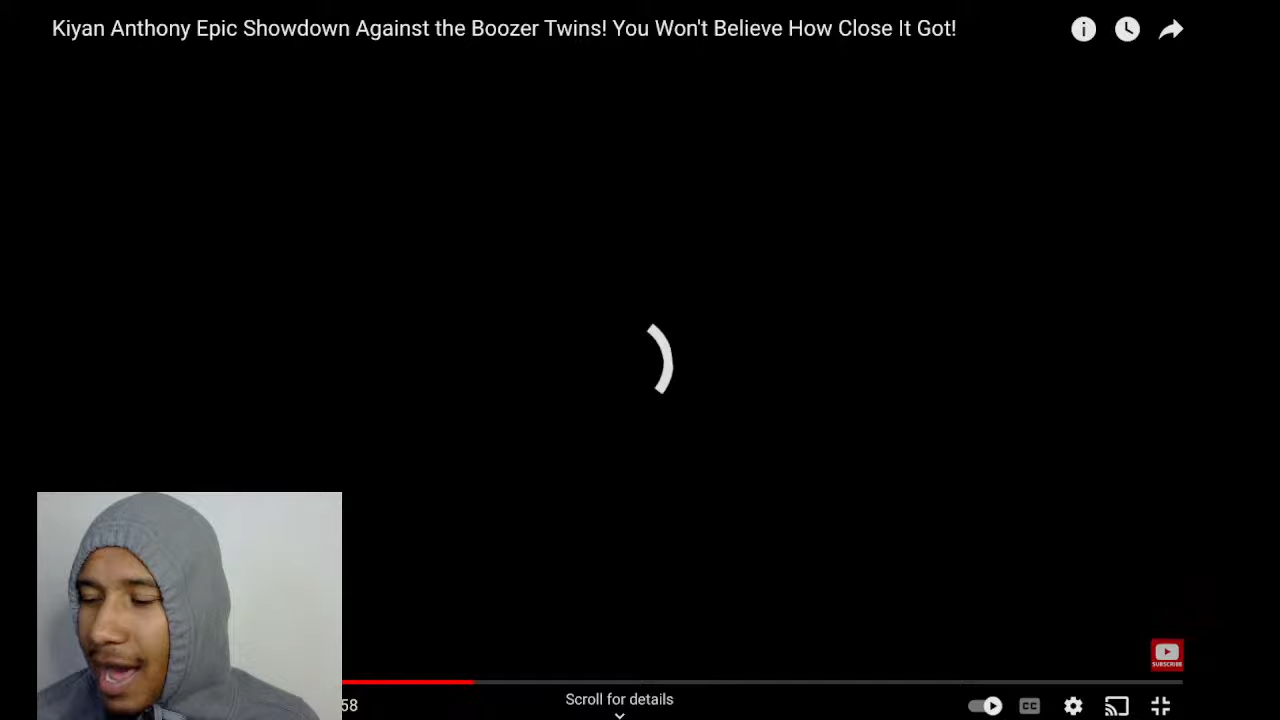 Kiyan Anthony Epic Showdown Against the Boozer Twins! You Won't Believe How Close It Got!
SUBSCRIBE
58
Scroll for details
CC